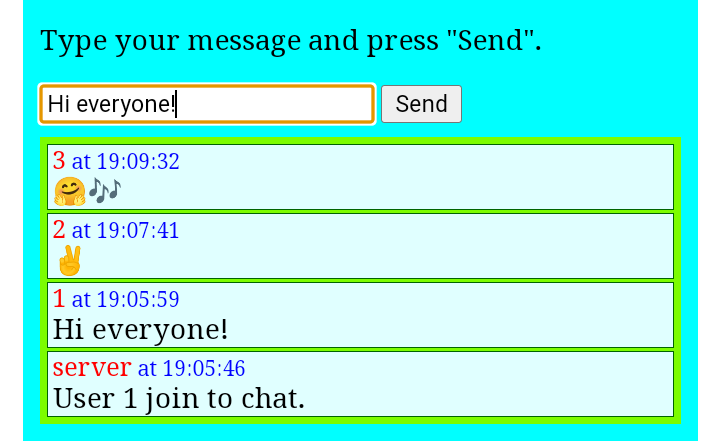 Type your message and press "Send".
Hi everyone! Send
3 at 19:09:32
🤗🎶
2 at 19:07:41
✌️
1 at 19:05:59
Hi everyone!
server at 19:05:46
User 1 join to chat.